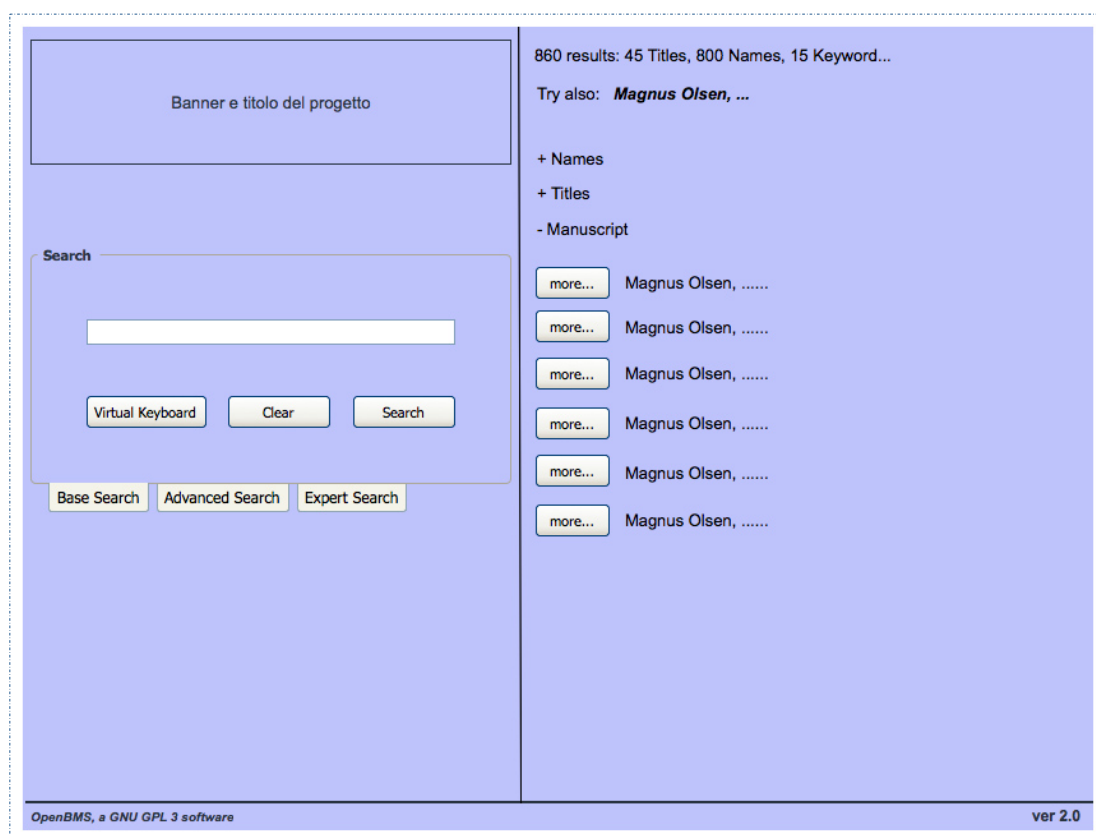 Banner e titolo del progetto
Search
Virtual Keyboard
Clear
Search
Base Search
Advanced Search
Expert Search
860 results: 45 Titles, 800 Names, 15 Keyword...
Try also: Magnus Olsen, ...
+ Names
+ Titles
- Manuscript
more... Magnus Olsen, ......
more... Magnus Olsen, ......
more... Magnus Olsen, ......
more... Magnus Olsen, ......
more... Magnus Olsen, ......
more... Magnus Olsen, ......
OpenBMS, a GNU GPL 3 software
ver 2.0